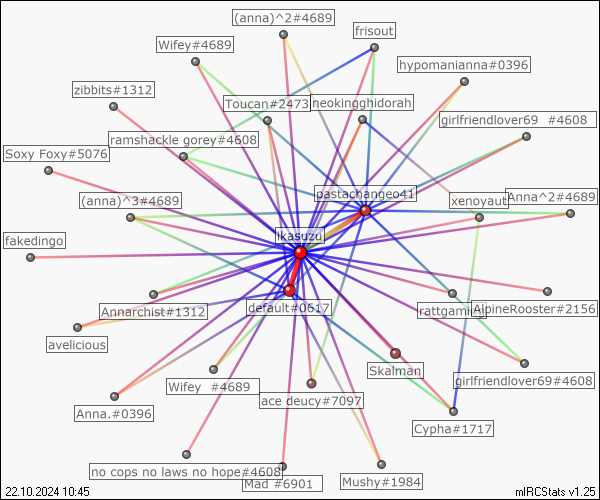 (anna)^2#4689
frisout
Wifey#4689
hypomanianna#0396
zibbits#1312
Toucan#2473
neokingghidorah
girlfriendlover69 #4608
ramshackle gorey#4608
Soxy Foxy#5076
pastachangeo41
(anna)^3#4689
xenoyaut
Anna^2#4689
ikasuzu
fakedingo
default#0617
Annarchist#1312
AlpineRooster#2156
avelicious
Skalman
Wifey #4689
girlfriendlover69#4608
ace deucy#7097
Anna.#0396
Cypha#1717
no cops no laws no hope#4608
Mad #6901
Mushy#1984
22.10.2024 10:45
mIRCStats v1.25